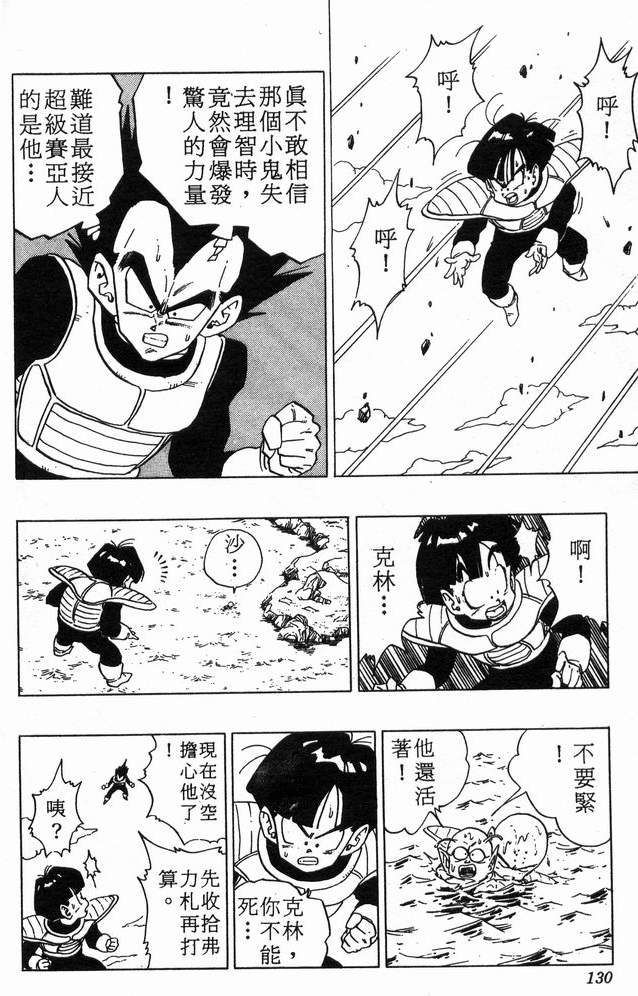 呼！
呼！
呼！
眞不敢相信
那個小鬼失
去理智時，
竟然會爆發
驚人的力量
！
難道最接近
超級賽亞人
的是他…
啊！
克林…
沙…
不要緊
！
他還活
著！
克林，
你不能
死…
現在沒空
擔心他了
！
先收拾弗
力札再打
算。
咦？
130